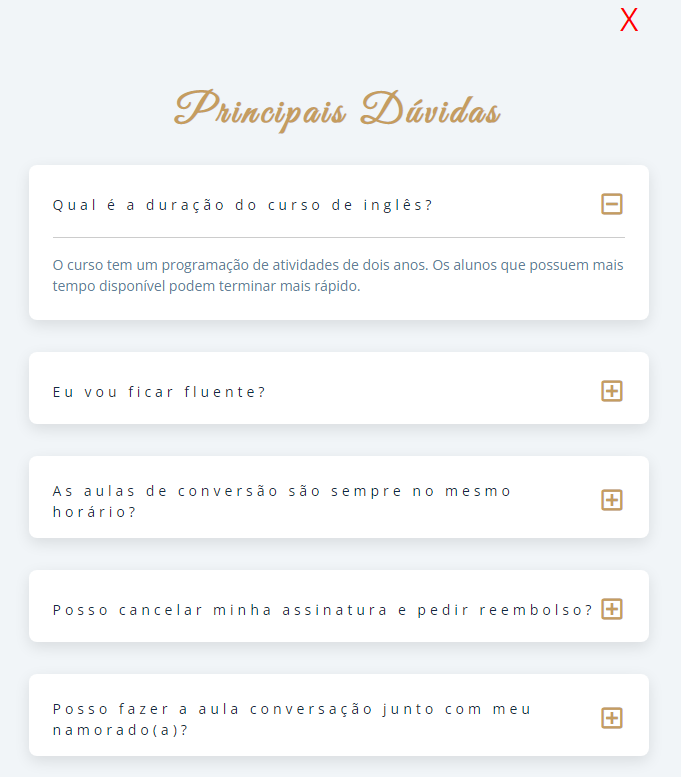 X
Principais Dúvidas
Qual é a duração do curso de inglês?
O curso tem um programação de atividades de dois anos. Os alunos que possuem mais
tempo disponível podem terminar mais rápido.
Eu vou ficar fluente?
As aulas de conversão são sempre no mesmo
horário?
Posso cancelar minha assinatura e pedir reembolso?
Posso fazer a aula conversação junto com meu
namorado(a)?